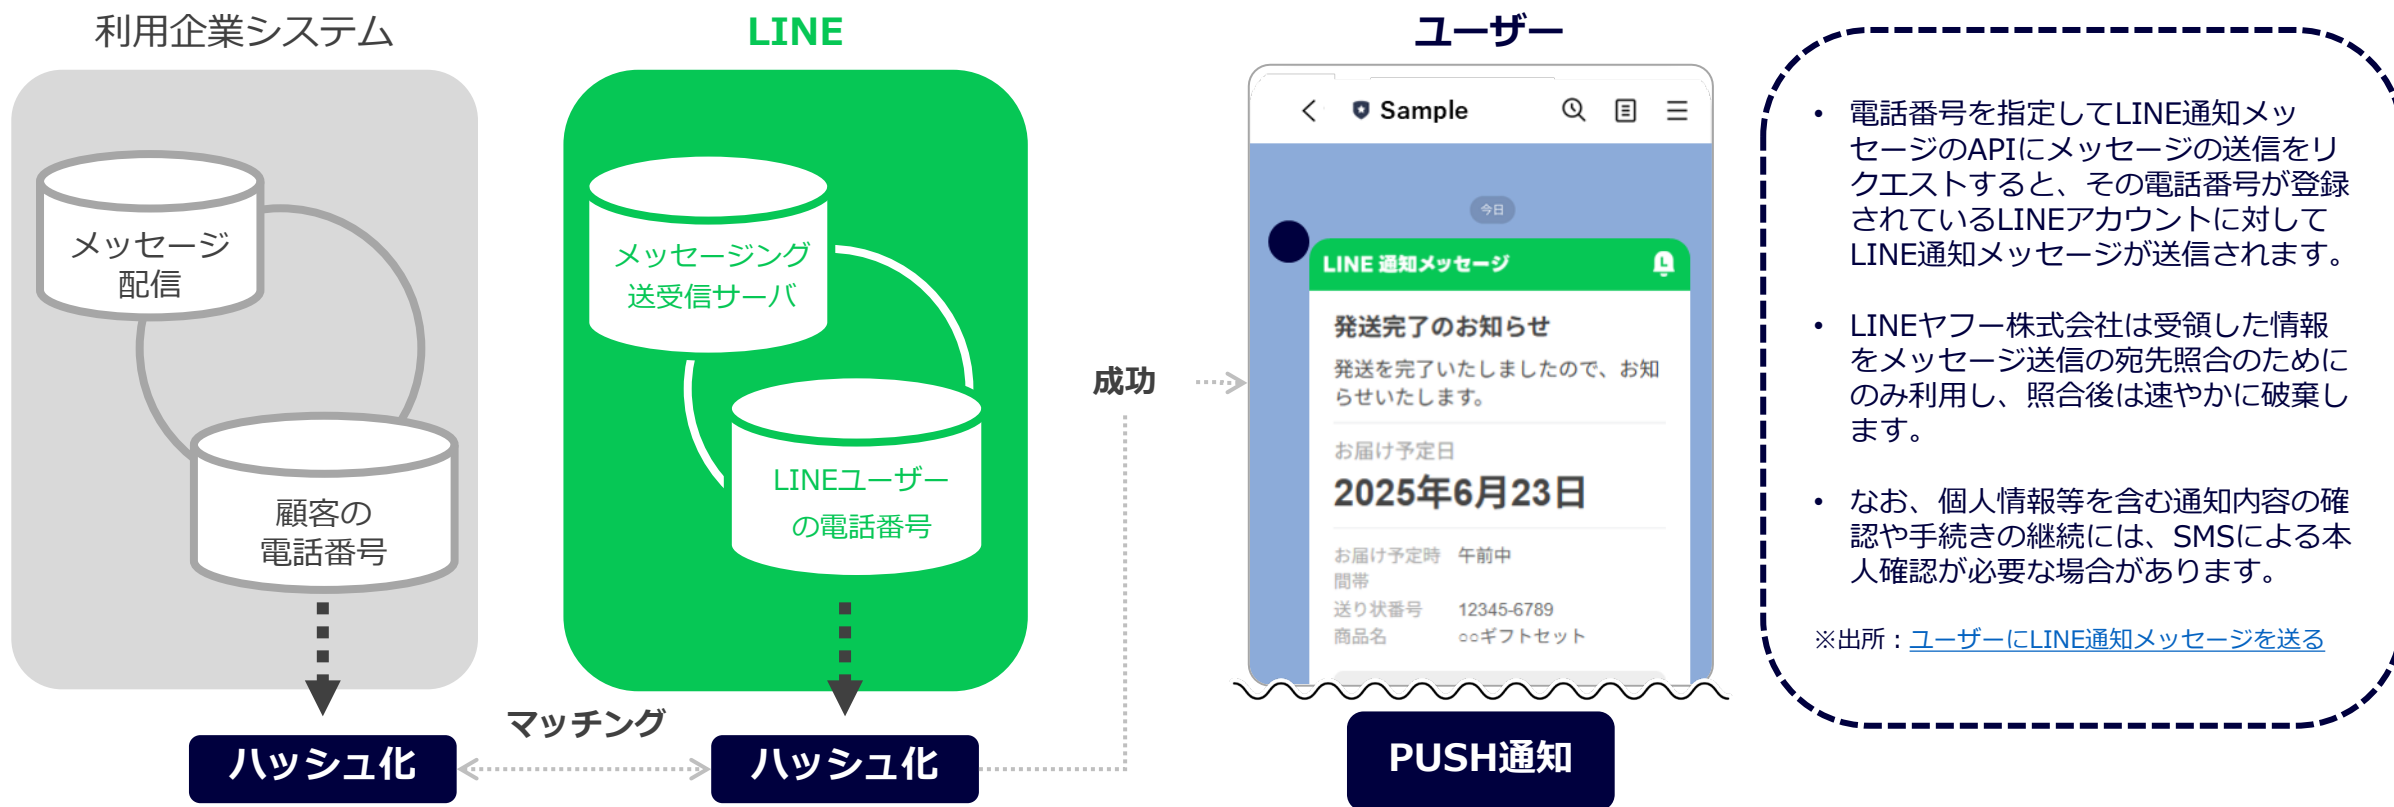 利用企業システム
メッセージ
配信
顧客の
電話番号
ハッシュ化
マッチング
LINE
メッセージング
送受信サーバ
LINEユーザー
の電話番号
ハッシュ化
成功
ユーザー
Sample
今日
LINE 通知メッセージ
発送完了のお知らせ
発送を完了いたしましたので、お知
らせいたします。
お届け予定日
2025年6月23日
お届け予定時 午前中
間帯
送り状番号 12345-6789
商品名 ○○ギフトセット
PUSH通知
• 電話番号を指定してLINE通知メッ
セージのAPIにメッセージの送信をリ
クエストすると、その電話番号が登録
されているLINEアカウントに対して
LINE通知メッセージが送信されます。
• LINEヤフー株式会社は受領した情報
をメッセージ送信の宛先照合のために
のみ利用し、照合後は速やかに破棄し
ます。
• なお、個人情報等を含む通知内容の確
認や手続きの継続には、SMSによる本
人確認が必要な場合があります。
※出所：ユーザーにLINE通知メッセージを送る